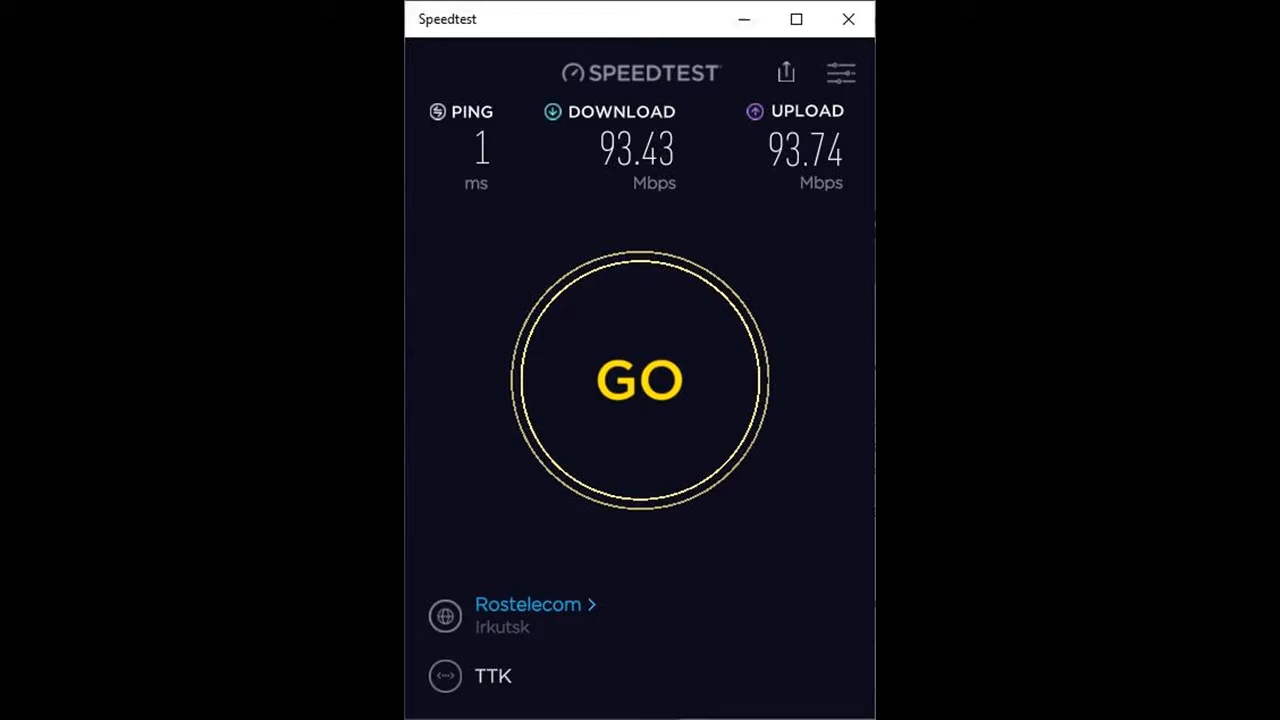 Speedtest
SPEEDTEST
PING DOWNLOAD UPLOAD
1 93.43 93.74
ms Mbps Mbps
GO
Rostelecom >
Irkutsk
TTK